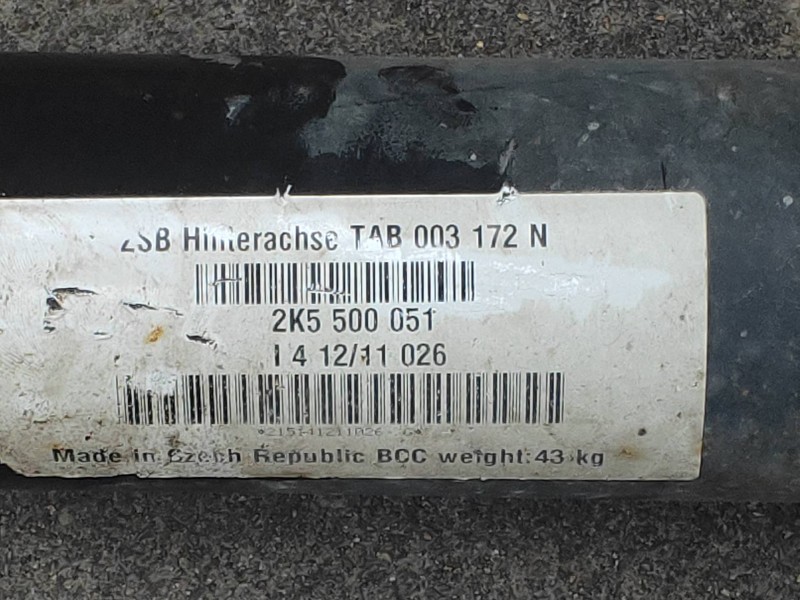 ZSB Hinterachse TAB 003 172 N
2K5 500 051
I 4 12/11 026
Made in Czech Republic BCC weight:43 kg